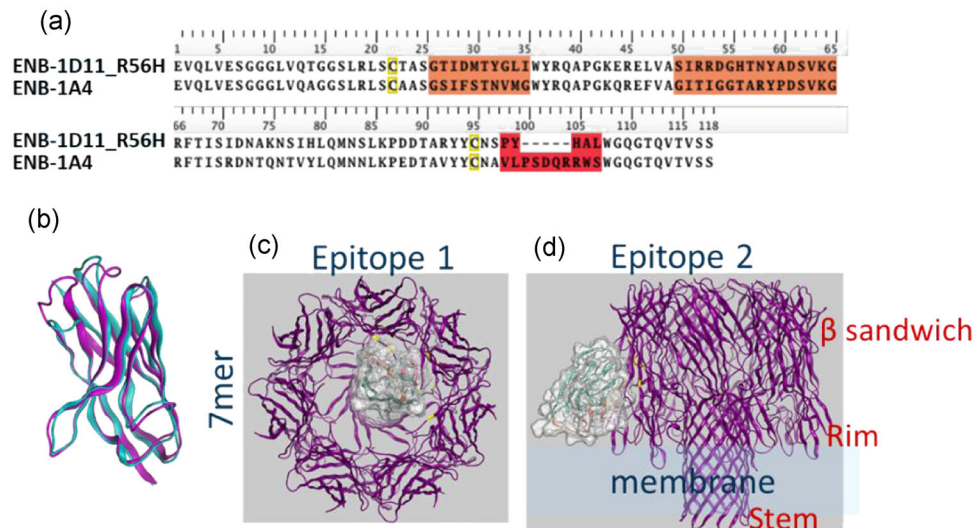 (a)
1 5 10 15 20 25 30 35 40 45 50 55 60 65
ENB-1D11_R56H EVQLVESGGGLVQTGGSLRLSCTASGTIDMTYGLIWYRQAPGKERELVASIRRDGHTNYADSVKG
ENB-1A4 EVQLVESGGGLVQAGGSLRLSCAASGSIFSTNVMGWYRQAPGKQREFVAGITIGGTARYPDSVKG
66 70 75 80 85 90 95 100 105 110 115 118
ENB-1D11_R56H RFTISIDNAKNSIHLQMNSLKPDDTARYYCNSPY-----HALWGQGTQVTVSS
ENB-1A4 RFTISRDNTQNTVYLQMNSLKPEDTAVYYCNAVLPSDQRRWSWGQGTQVTVSS
(b)
(c)
Epitope 1
7mer
(d)
Epitope 2
β sandwich
Rim
membrane
Stem